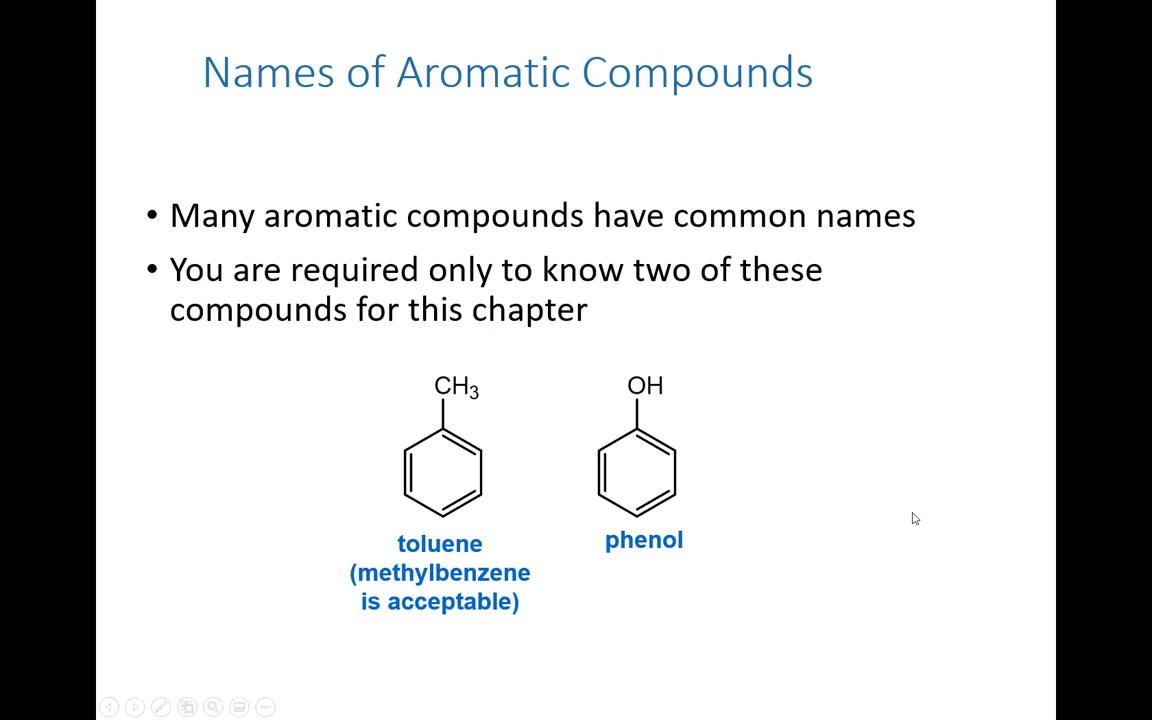 Names of Aromatic Compounds
• Many aromatic compounds have common names
• You are required only to know two of these
compounds for this chapter
CH₃
OH
toluene
(methylbenzene
is acceptable)
phenol